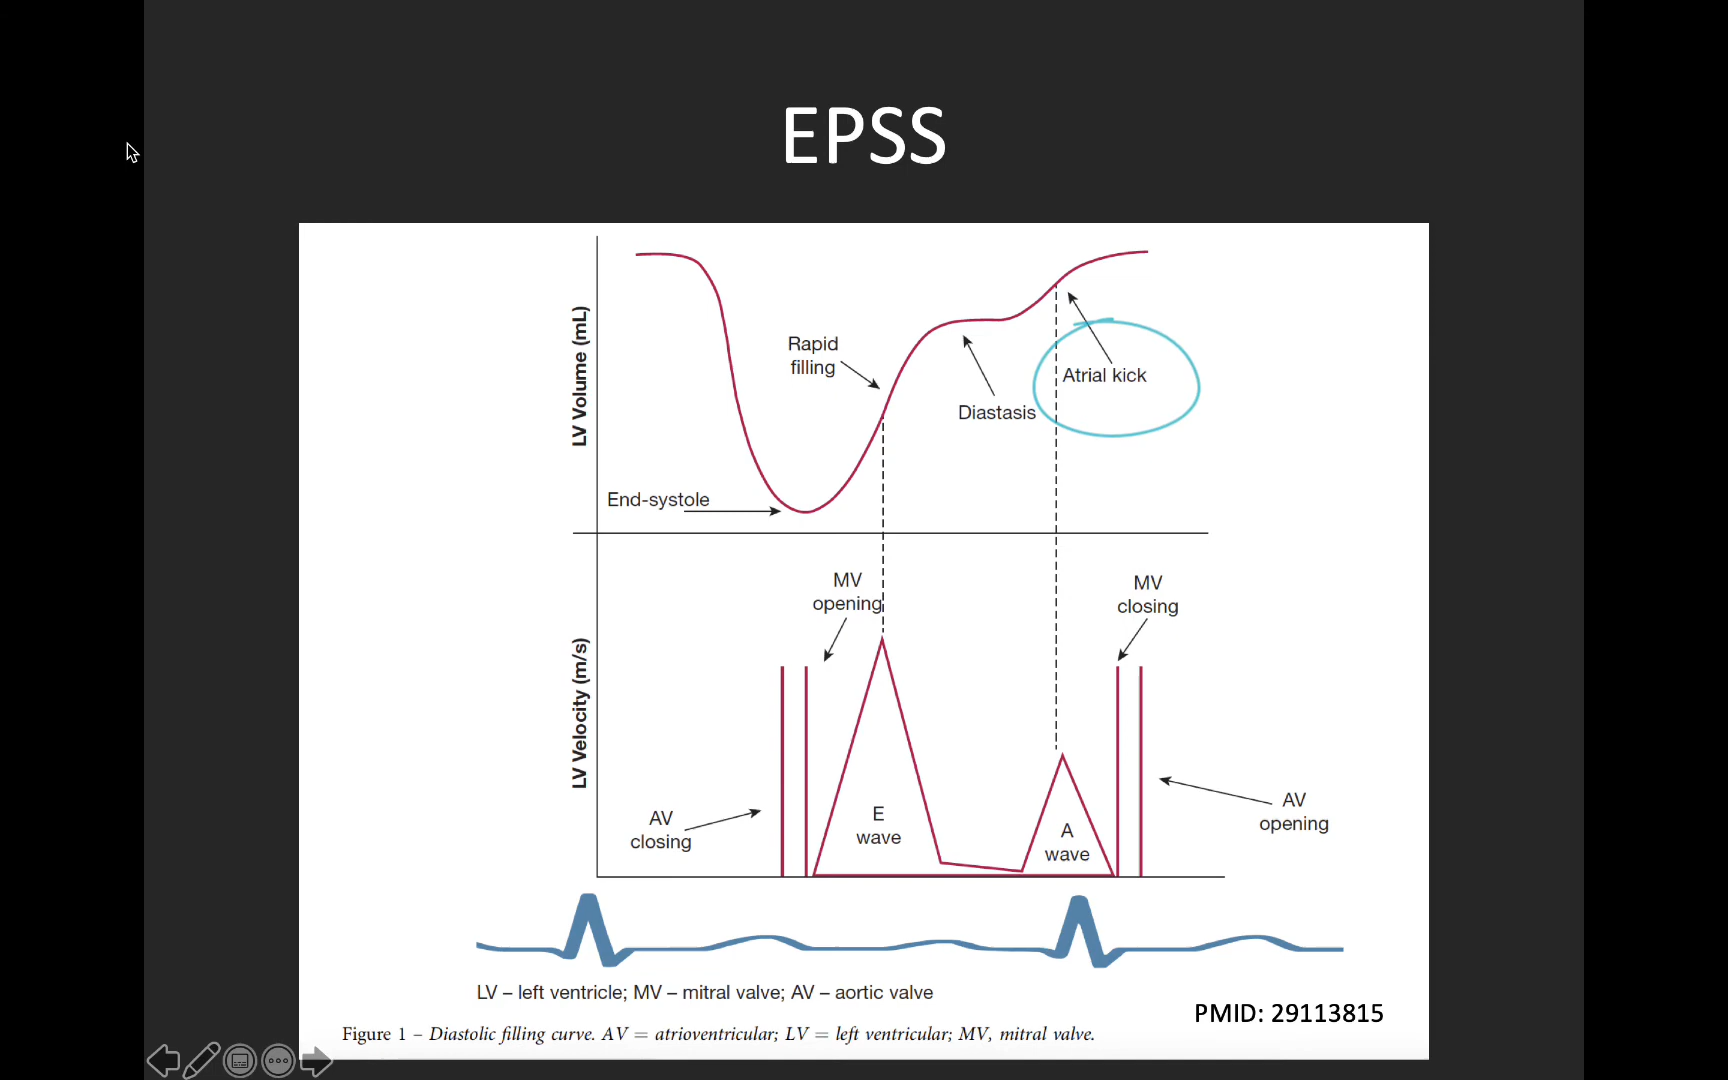 EPSS
LV Volume (mL)
Rapid
filling
Atrial kick
Diastasis
End-systole
MV
opening
MV
closing
LV Velocity (m/s)
AV
closing
E
wave
A
wave
AV
opening
LV – left ventricle; MV – mitral valve; AV – aortic valve
PMID: 29113815
Figure 1 – Diastolic filling curve. AV = atrioventricular; LV = left ventricular; MV, mitral valve.